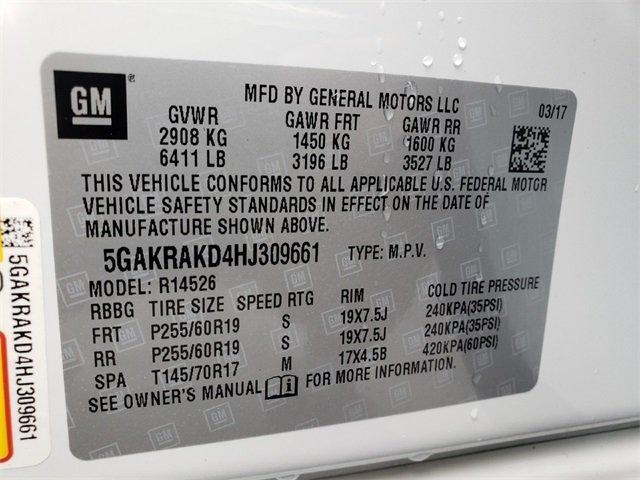 GM
®
MFD BY GENERAL MOTORS LLC
03/17
GVWR GAWR FRT GAWR RR
2908 KG 1450 KG 1600 KG
6411 LB 3196 LB 3527 LB
THIS VEHICLE CONFORMS TO ALL APPLICABLE U.S. FEDERAL MOTOR
VEHICLE SAFETY STANDARDS IN EFFECT ON THE DATE OF
MANUFACTURE SHOWN ABOVE.
5GAKRAKD4HJ309661 TYPE: M.P.V.
MODEL: R14526
RBBG TIRE SIZE SPEED RTG RIM COLD TIRE PRESSURE
FRT P255/60R19 S 19X7.5J 240KPA(35PSI)
RR P255/60R19 S 19X7.5J 240KPA(35PSI)
SPA T145/70R17 M 17X4.5B 420KPA(60PSI)
SEE OWNER'S MANUAL FOR MORE INFORMATION.
5GAKRAKD4HJ309661